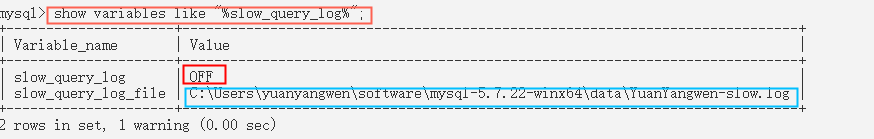 mysql> show variables like "%slow_query_log%";
+---------------------+----------------------------------------------------------------------------+
| Variable_name | Value |
+---------------------+----------------------------------------------------------------------------+
| slow_query_log | OFF |
| slow_query_log_file | C:\Users\yuanyangwen\software\mysql-5.7.22-winx64\data\YuanYangwen-slow.log |
+---------------------+----------------------------------------------------------------------------+
2 rows in set, 1 warning (0.00 sec)